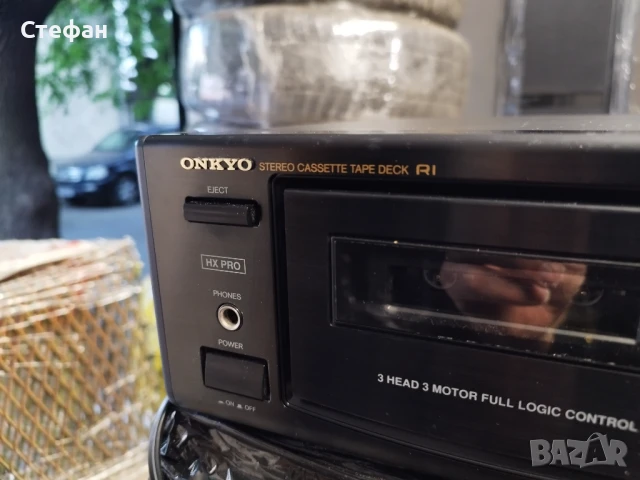 Стефан
ONKYO STEREO CASSETTE TAPE DECK RI
EJECT
HX PRO
PHONES
POWER
ON OFF
3 HEAD 3 MOTOR FULL LOGIC CONTROL
BAZAR